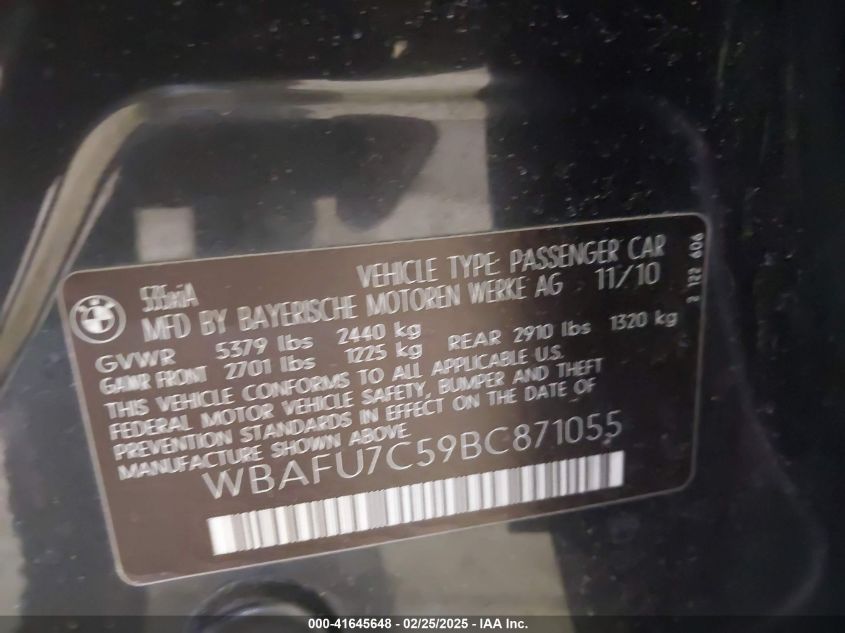 535xiA
VEHICLE TYPE: PASSENGER CAR
MFD BY BAYERISCHE MOTOREN WERKE AG 11/10
GVWR 5379 lbs 2440 kg
GAWR FRONT 2701 lbs 1225 kg REAR 2910 lbs 1320 kg
THIS VEHICLE CONFORMS TO ALL APPLICABLE U.S.
FEDERAL MOTOR VEHICLE SAFETY, BUMPER AND THEFT
PREVENTION STANDARDS IN EFFECT ON THE DATE OF
MANUFACTURE SHOWN ABOVE
WBAFU7C59BC871055
2 122 606
000-41645648 - 02/25/2025 - IAA Inc.